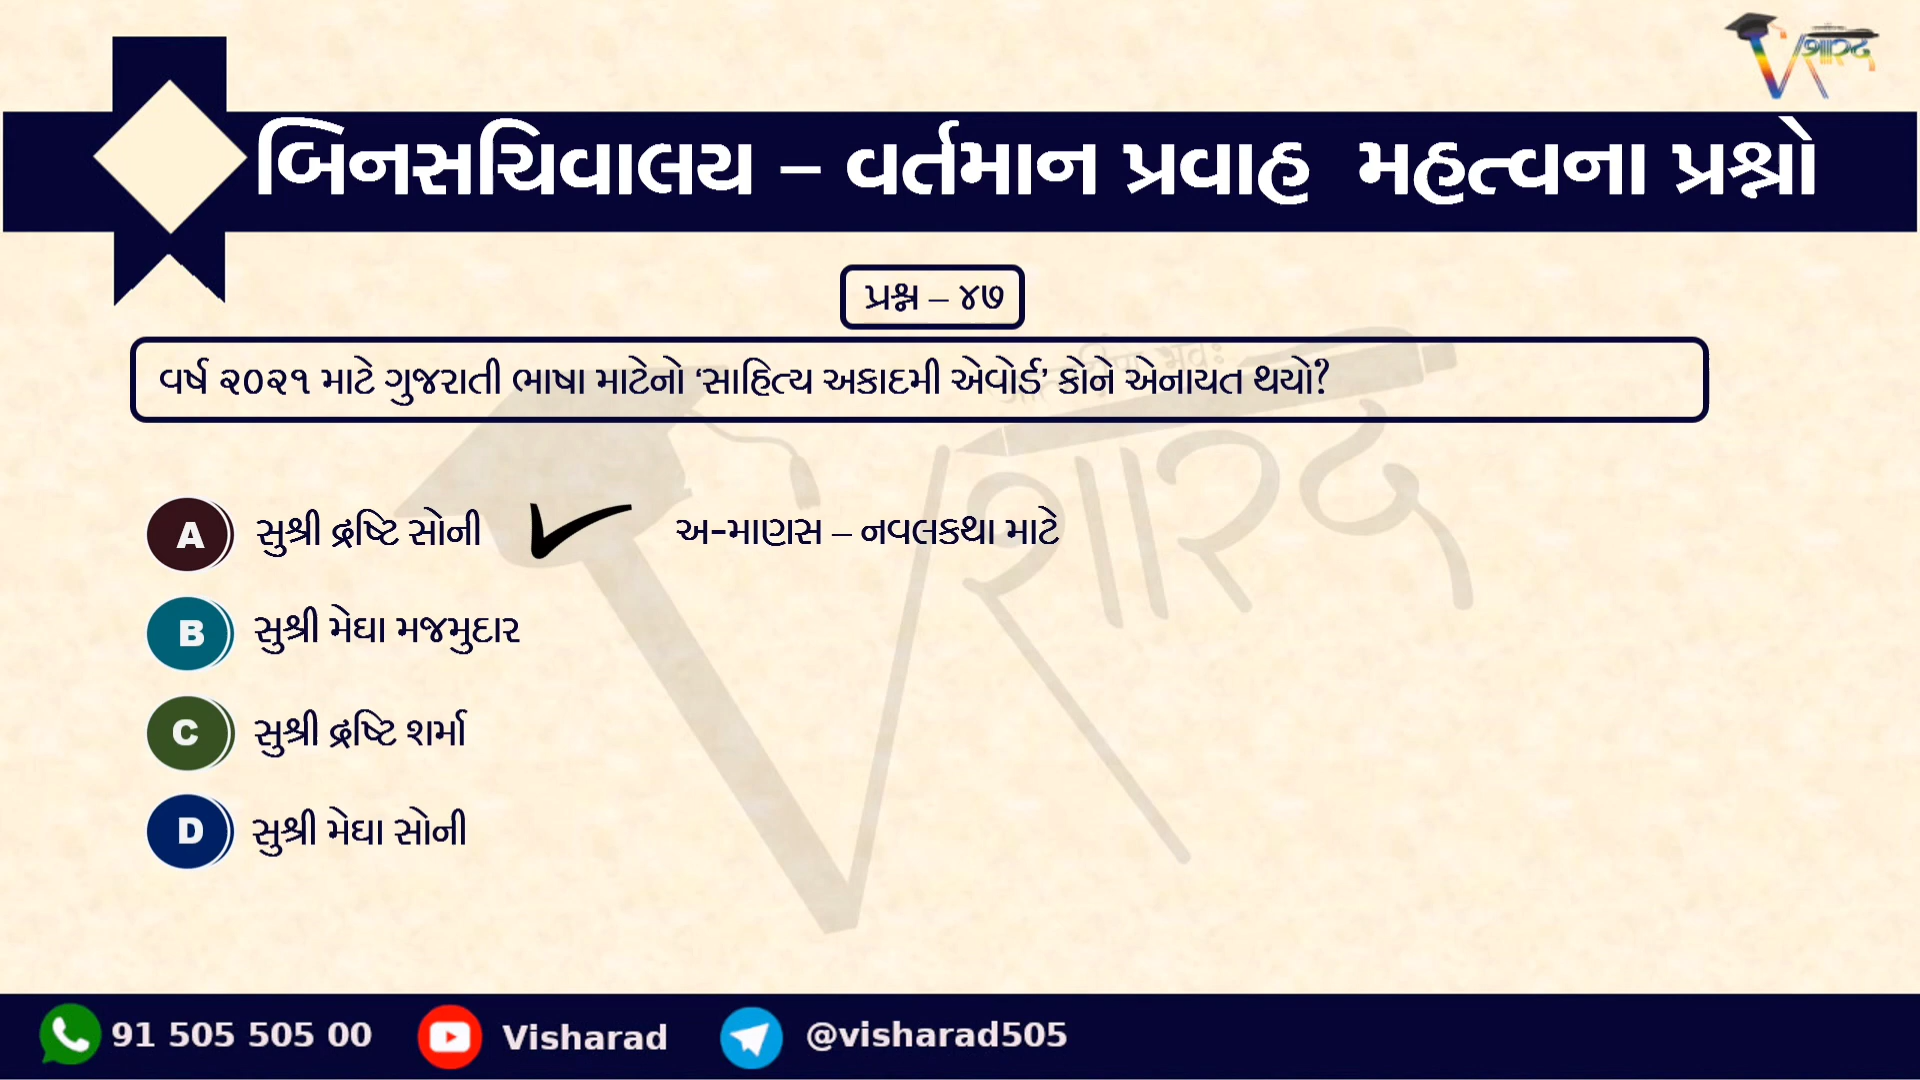 વિશારદ
બિનસચિવાલય – વર્તમાન પ્રવાહ મહત્વના પ્રશ્નો
પ્રશ્ન – ૪૭
વર્ષ ૨૦૨૧ માટે ગુજરાતી ભાષા માટેનો ‘સાહિત્ય અકાદમી એવોર્ડ’ કોને એનાયત થયો?
A સુશ્રી દ્રષ્ટિ સોની અ-માણસ – નવલકથા માટે
B સુશ્રી મેઘા મજમુદાર
C સુશ્રી દ્રષ્ટિ શર્મા
D સુશ્રી મેઘા સોની
91 505 505 00 Visharad @visharad505